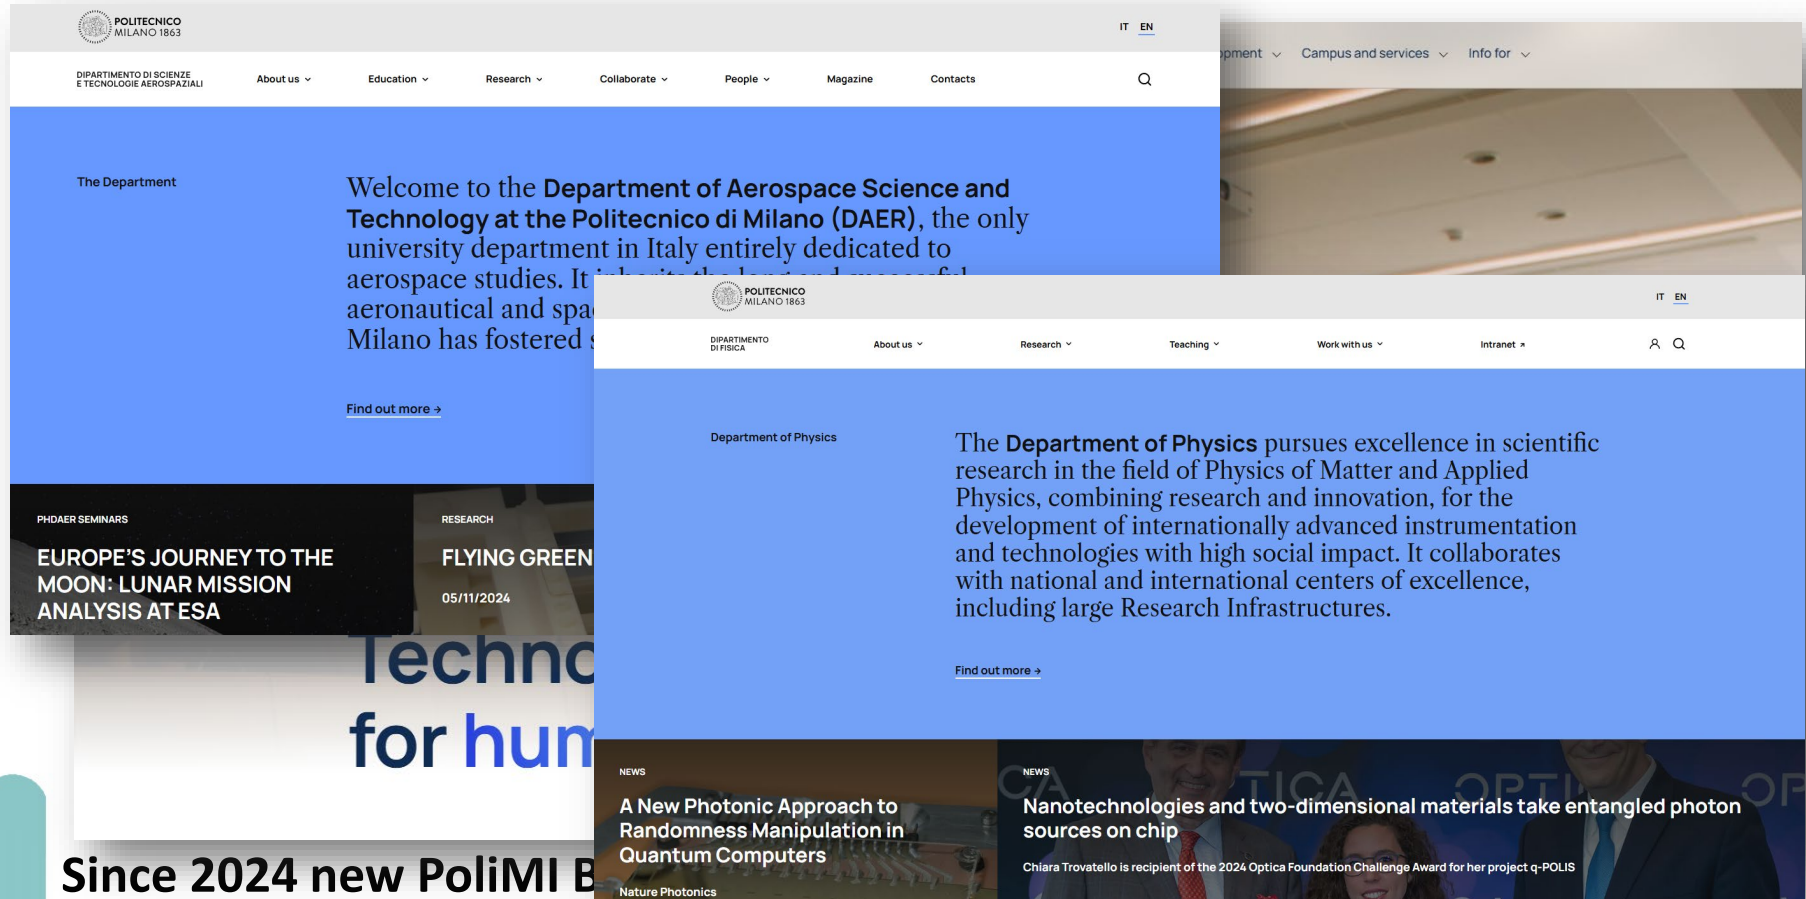 POLITECNICO
MILANO 1863
IT EN
DIPARTIMENTO DI SCIENZE
E TECNOLOGIE AEROSPAZIALI
About us
Education
Research
Collaborate
People
Magazine
Contacts
Campus and services
Info for
The Department
Welcome to the Department of Aerospace Science and
Technology at the Politecnico di Milano (DAER), the only
university department in Italy entirely dedicated to
aerospace studies. It inherits the long and successful
aeronautical and
Milano has fostered
Find out more →
PHDAER SEMINARS
EUROPE'S JOURNEY TO THE
MOON: LUNAR MISSION
ANALYSIS AT ESA
RESEARCH
FLYING GREEN
05/11/2024
for
POLITECNICO
MILANO 1863
IT EN
DIPARTIMENTO
DI FISICA
About us
Research
Teaching
Work with us
Intranet
Department of Physics
The Department of Physics pursues excellence in scientific
research in the field of Physics of Matter and Applied
Physics, combining research and innovation, for the
development of internationally advanced instrumentation
and technologies with high social impact. It collaborates
with national and international centers of excellence,
including large Research Infrastructures.
Find out more →
NEWS
A New Photonic Approach to
Randomness Manipulation in
Quantum Computers
Nature Photonics
NEWS
Nanotechnologies and two-dimensional materials take entangled photon
sources on chip
Chiara Trovatello is recipient of the 2024 Optica Foundation Challenge Award for her project q-POLIS
Since 2024 new PoliMI B